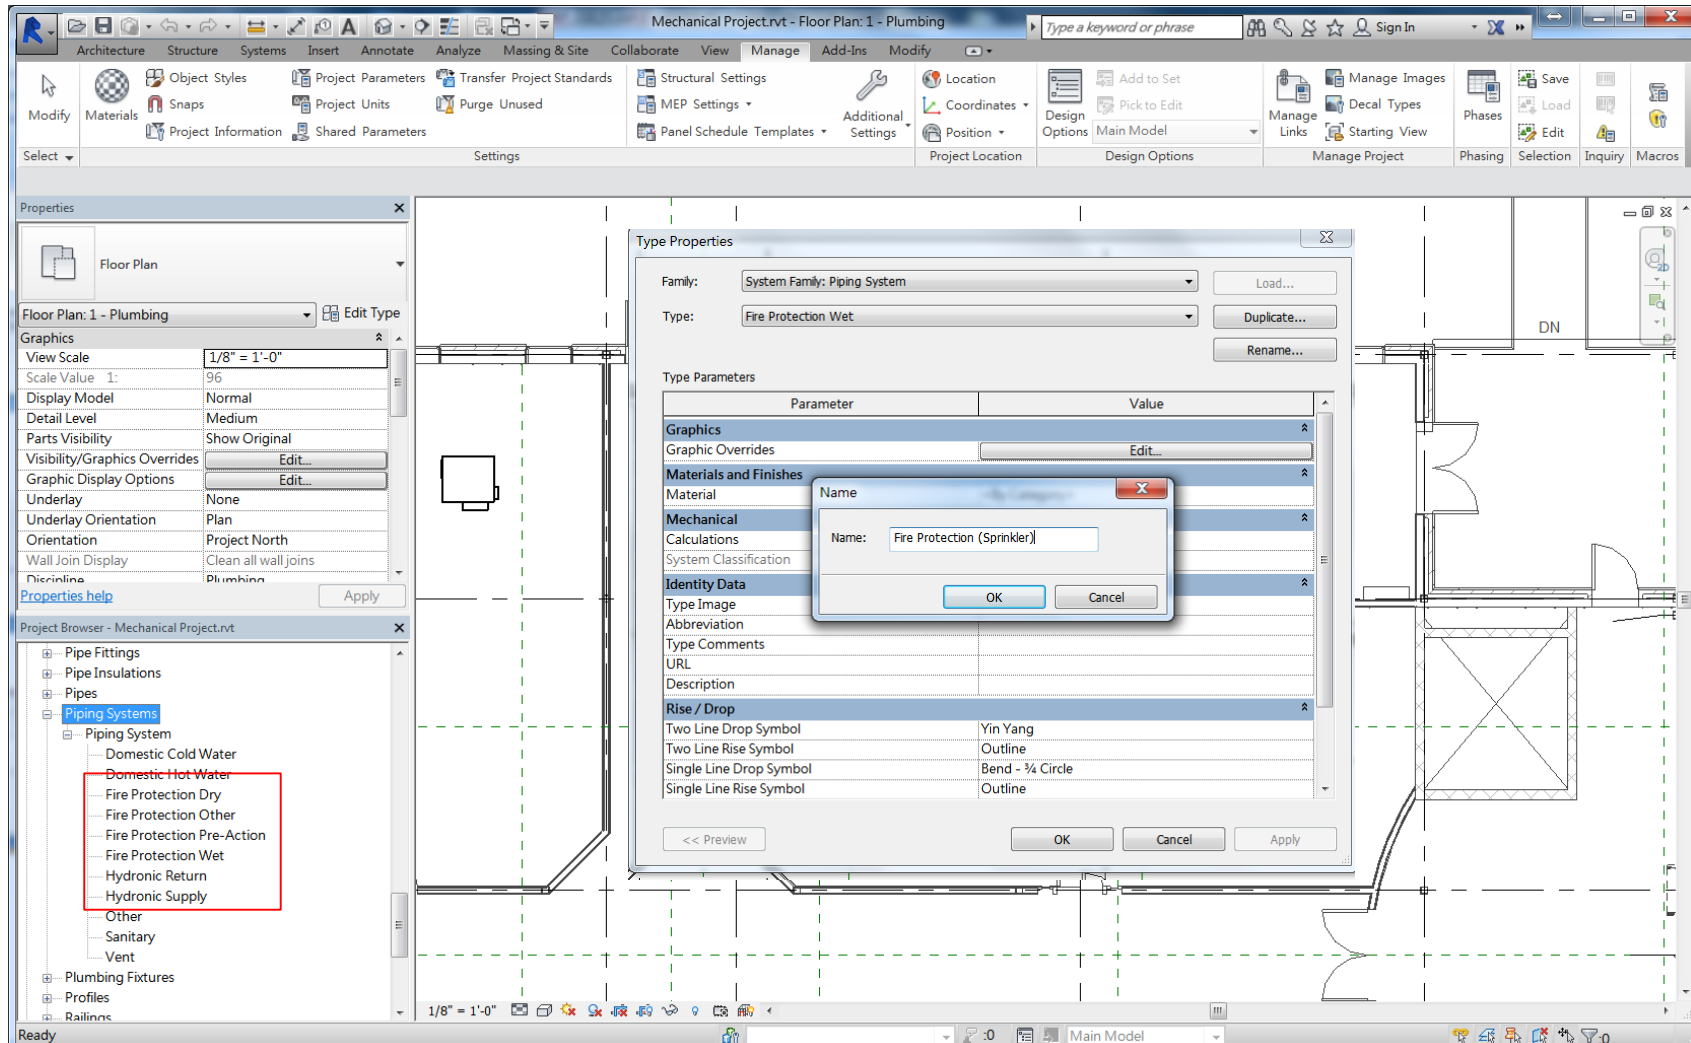 Mechanical Project.rvt - Floor Plan: 1 - Plumbing
Type a keyword or phrase
Sign In
Architecture Structure Systems Insert Annotate Analyze Massing & Site Collaborate View Manage Add-Ins Modify
Modify
Materials
Object Styles
Snaps
Project Information
Project Parameters
Project Units
Shared Parameters
Transfer Project Standards
Purge Unused
Structural Settings
MEP Settings
Panel Schedule Templates
Additional Settings
Location
Coordinates
Position
Design Options
Add to Set
Pick to Edit
Main Model
Manage Links
Manage Images
Decal Types
Starting View
Phases
Save
Load
Edit
Select Settings Project Location Design Options Manage Project Phasing Selection Inquiry Macros
Properties
Floor Plan
Floor Plan: 1 - Plumbing Edit Type
Graphics
View Scale 1/8" = 1'-0"
Scale Value 1: 96
Display Model Normal
Detail Level Medium
Parts Visibility Show Original
Visibility/Graphics Overrides Edit...
Graphic Display Options Edit...
Underlay None
Underlay Orientation Plan
Orientation Project North
Wall Join Display Clean all wall joins
Discipline Plumbing
Properties help Apply
Project Browser - Mechanical Project.rvt
Pipe Fittings
Pipe Insulations
Pipes
Piping Systems
Piping System
Domestic Cold Water
Domestic Hot Water
Fire Protection Dry
Fire Protection Other
Fire Protection Pre-Action
Fire Protection Wet
Hydronic Return
Hydronic Supply
Other
Sanitary
Vent
Plumbing Fixtures
Profiles
Railings
Type Properties
Family: System Family: Piping System Load...
Type: Fire Protection Wet Duplicate...
Rename...
Type Parameters
Parameter Value
Graphics
Graphic Overrides Edit...
Materials and Finishes
Material <By Category>
Mechanical
Calculations
System Classification
Identity Data
Type Image
Abbreviation
Type Comments
URL
Description
Rise / Drop
Two Line Drop Symbol Yin Yang
Two Line Rise Symbol Outline
Single Line Drop Symbol Bend - ¾ Circle
Single Line Rise Symbol Outline
<< Preview OK Cancel Apply
Name
Name: Fire Protection (Sprinkler)
OK Cancel
DN
2D
1/8" = 1'-0"
Ready
:0
Main Model
:0